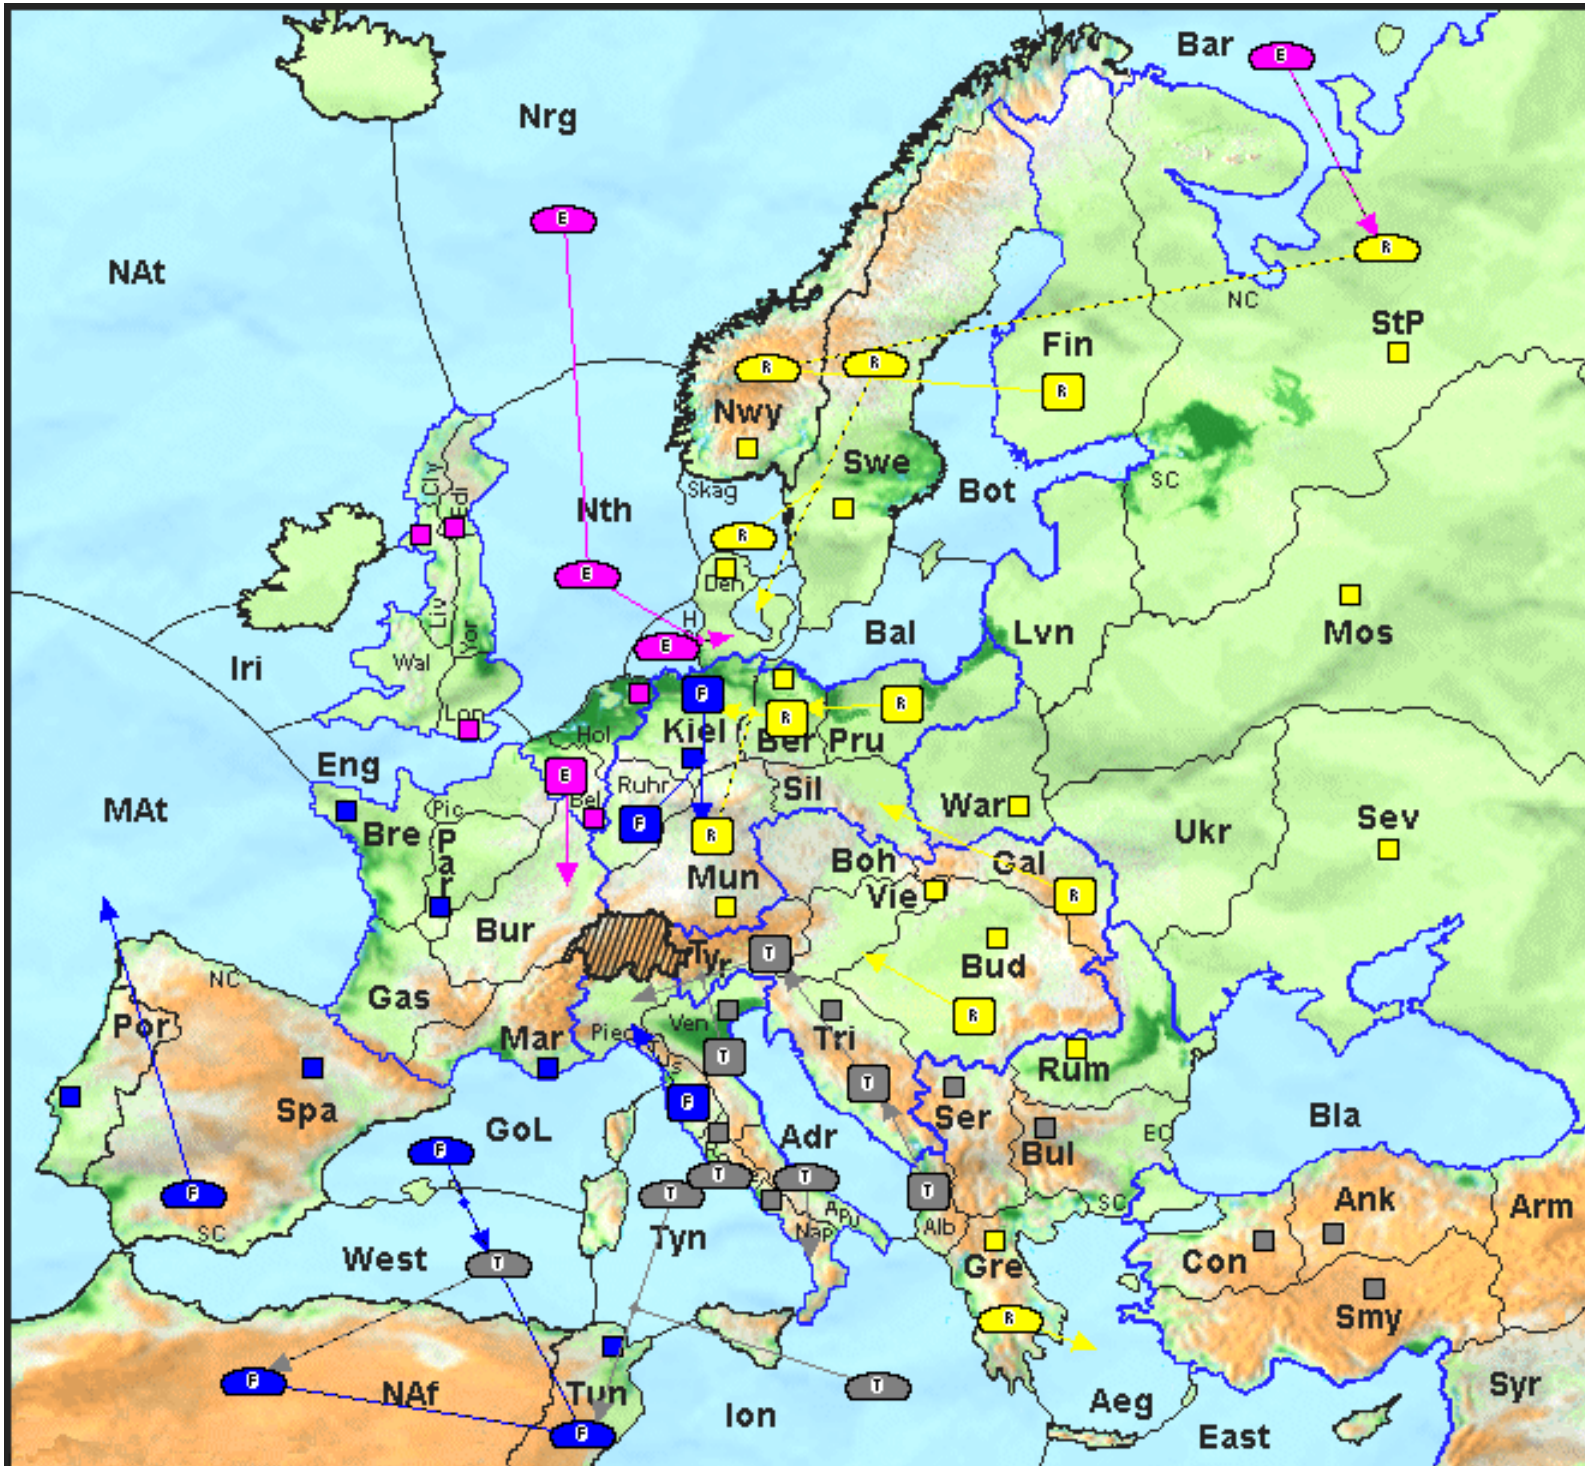 Bar
E
Nrg
E
R
NAt
NC
StP
Fin
R
R
R
Nwy
Swe
Cly
Edi
Skag
SC
Bot
Nth
R
E
Den
Liv
Yor
H
Bal
Lvn
Mos
Iri
Wal
E
F
R
R
Lon
Hol
Kiel
Ber
Pru
Eng
E
Ruhr
Sil
MAt
Pic
Bel
War
Sev
Bre
Par
F
R
Ukr
Boh
Gal
Mun
Vie
R
Bur
Tyr
T
Bud
NC
Gas
Por
Mar
Pied
Ven
Tri
R
Tus
T
Rum
T
Ser
Spa
F
GoL
Adr
Bla
F
Bul
EC
F
T
T
T
T
Ank
Arm
SC
Apu
Alb
SC
West
Tyn
Nap
Con
T
Gre
Smy
R
F
NAf
Tun
T
Ion
Aeg
Syr
F
East